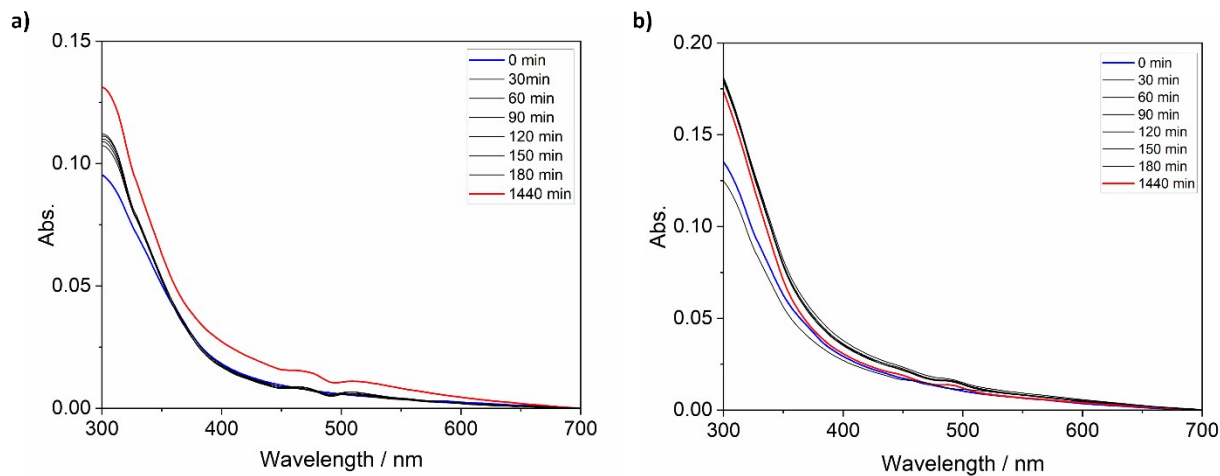 a)
0.15
0.10
0.05
0.00
Abs.
0 min
30min
60 min
90 min
120 min
150 min
180 min
1440 min
300
400
500
600
700
Wavelength / nm
b)
0.20
0.15
0.10
0.05
0.00
Abs.
0 min
30 min
60 min
90 min
120 min
150 min
180 min
1440 min
300
400
500
600
700
Wavelength / nm